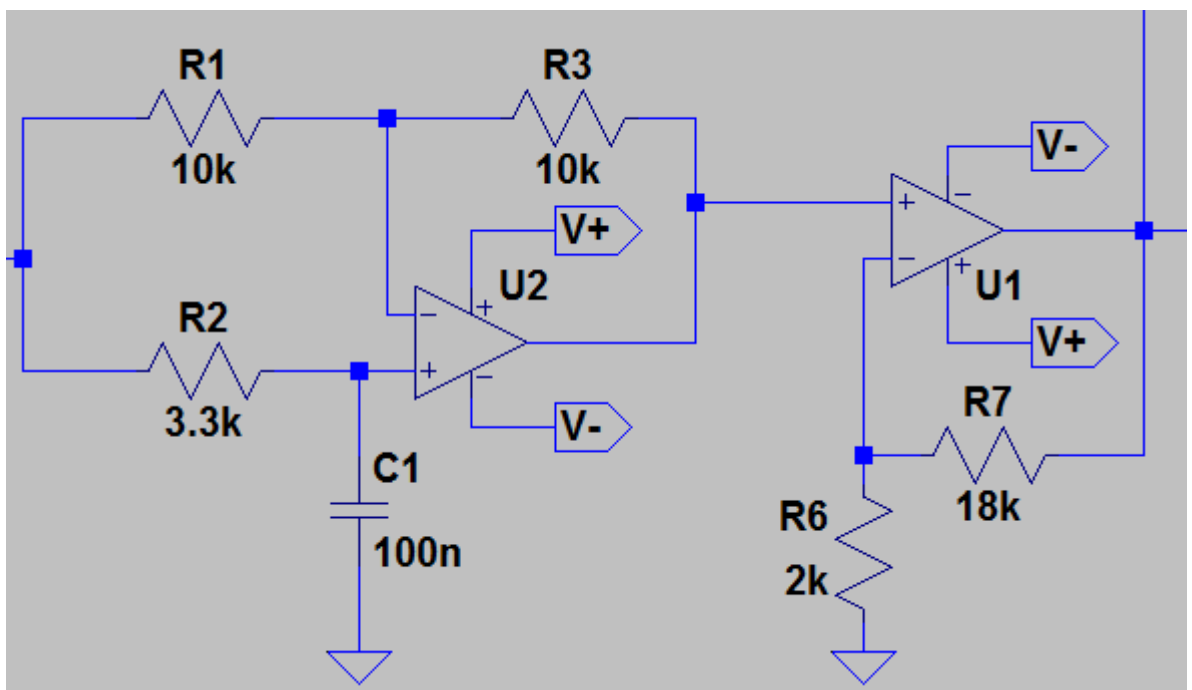 R1
10k
R3
10k
V+
V-
U2
+
-
-
+
R2
3.3k
V-
C1
100n
+
-
-
+
U1
V+
R7
18k
R6
2k